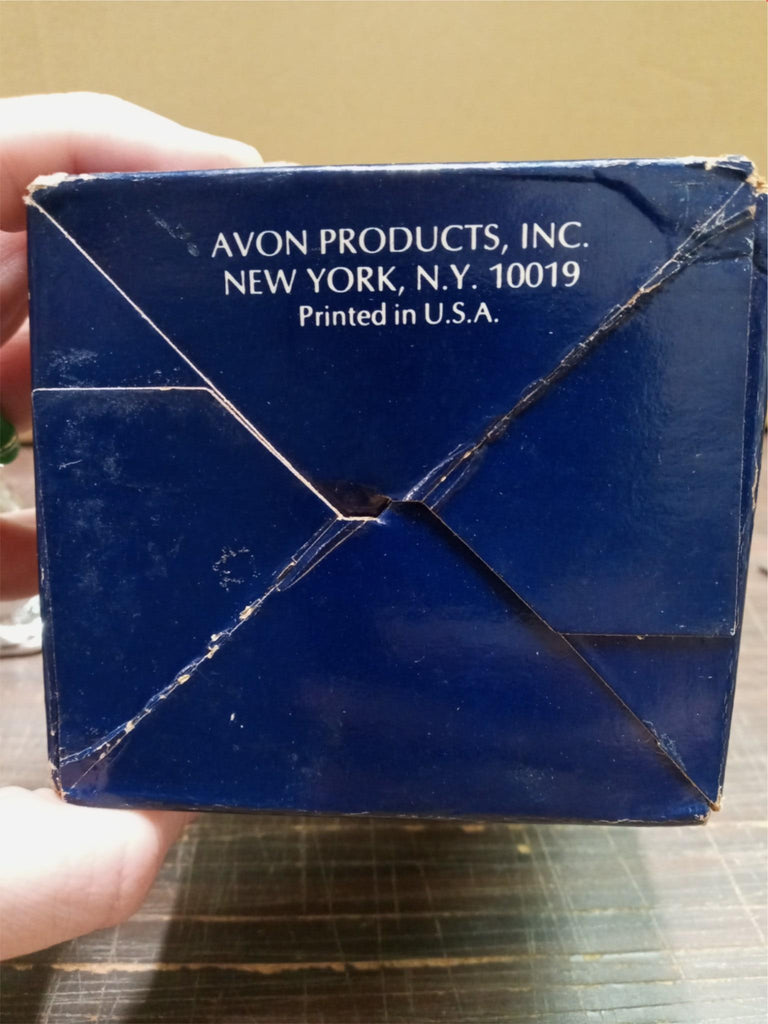 AVON PRODUCTS, INC.
NEW YORK, N.Y. 10019
Printed in U.S.A.